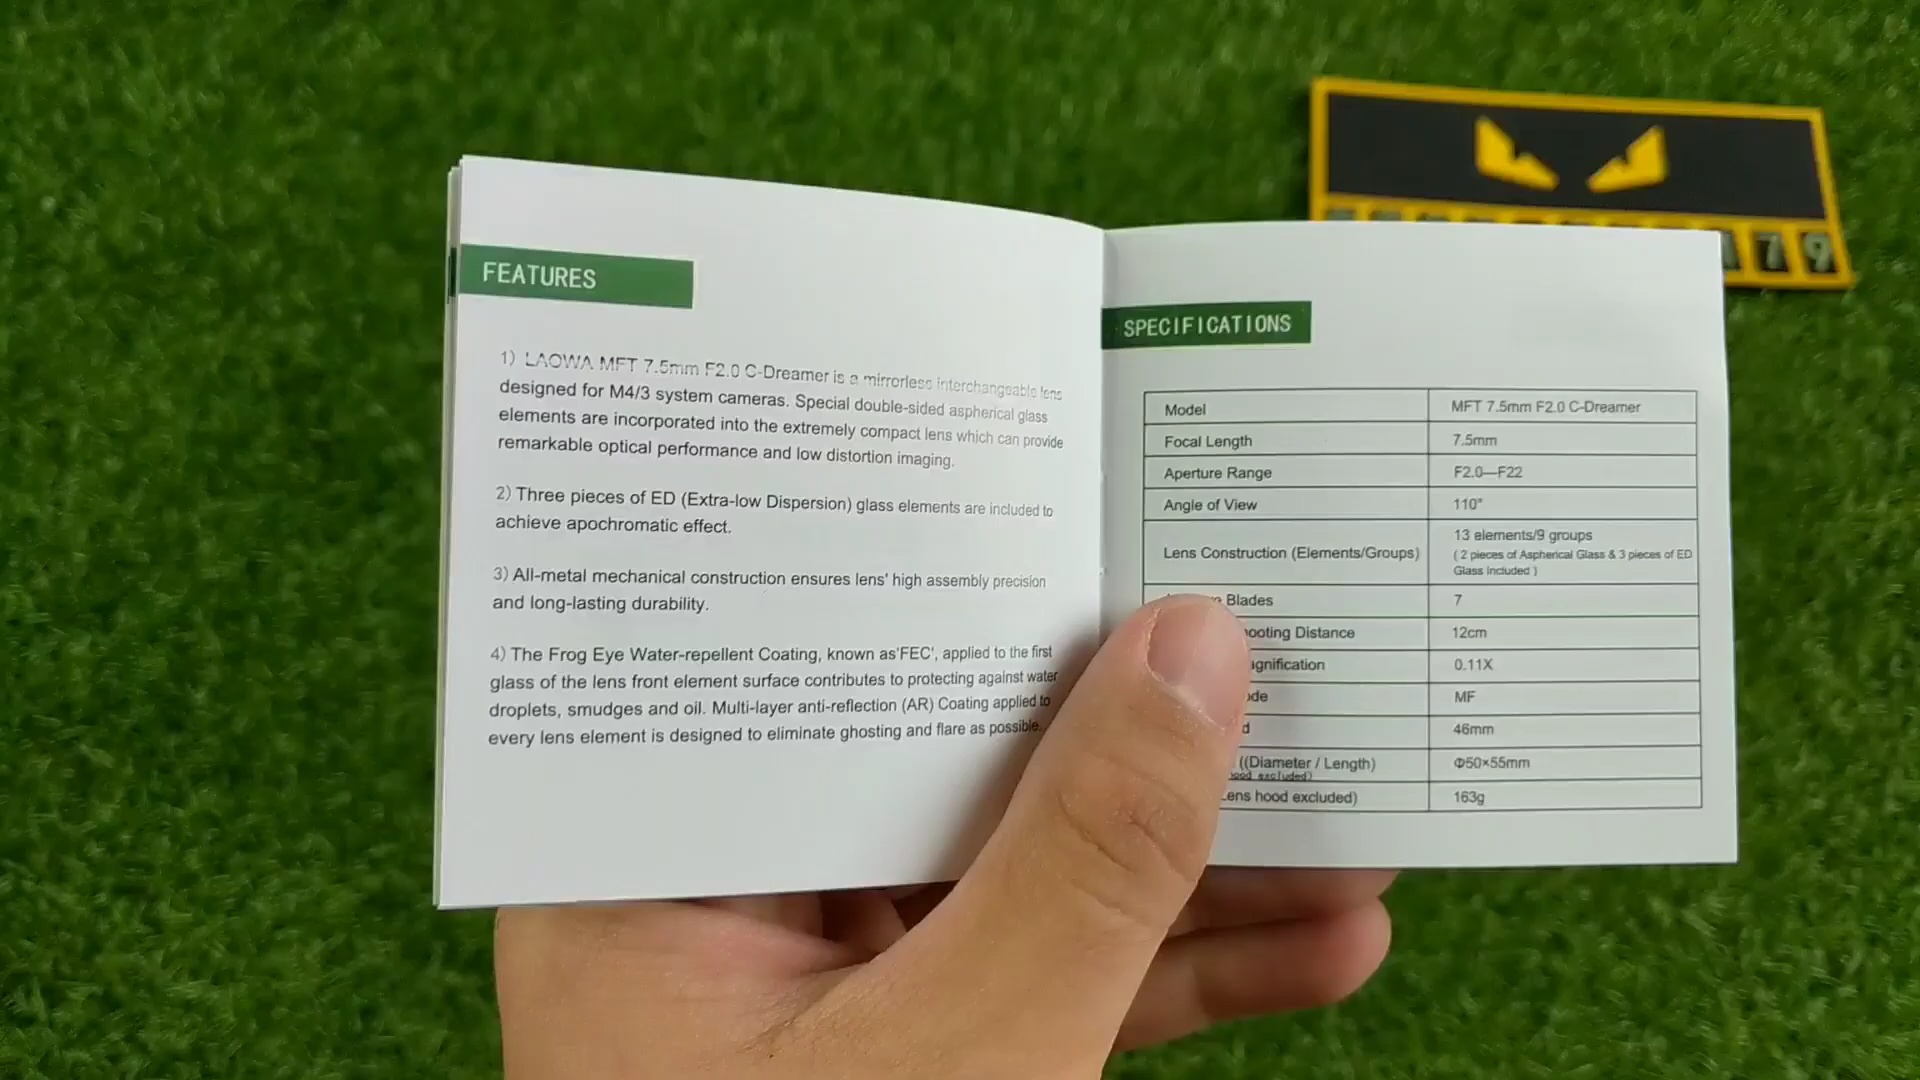 FEATURES
1) LAOWA MFT 7.5mm F2.0 C-Dreamer is a mirrorless interchangeable lens
designed for M4/3 system cameras. Special double-sided aspherical glass
elements are incorporated into the extremely compact lens which can provide
remarkable optical performance and low distortion imaging.
2) Three pieces of ED (Extra-low Dispersion) glass elements are included to
achieve apochromatic effect.
3) All-metal mechanical construction ensures lens' high assembly precision
and long-lasting durability.
4) The Frog Eye Water-repellent Coating, known as'FEC', applied to the first
glass of the lens front element surface contributes to protecting against water
droplets, smudges and oil. Multi-layer anti-reflection (AR) Coating applied to
every lens element is designed to eliminate ghosting and flare as possible.
SPECIFICATIONS
Model MFT 7.5mm F2.0 C-Dreamer
Focal Length 7.5mm
Aperture Range F2.0—F22
Angle of View 110°
Lens Construction (Elements/Groups) 13 elements/9 groups
( 2 pieces of Aspherical Glass & 3 pieces of ED
Glass Included )
Blades 7
Distance 12cm
0.11X
MF
46mm
((Diameter / Length) Φ50×55mm
excluded)
hood excluded) 163g
79